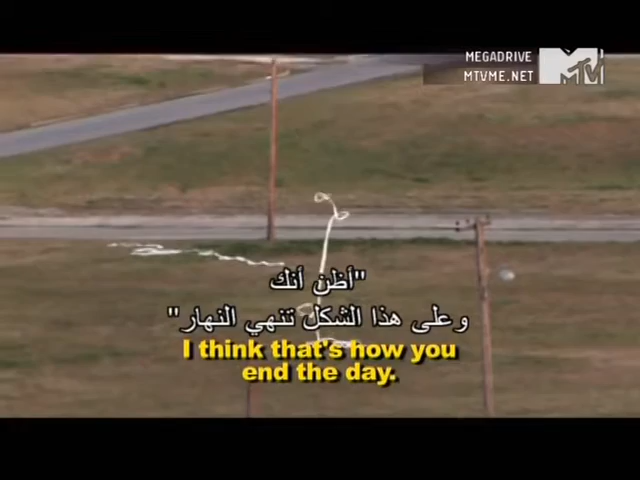 MEGADRIVE
MTVME.NET
MTV
"أظن أنك
وعلى هذا الشكل تنهي النهار"
I think that's how you
end the day.